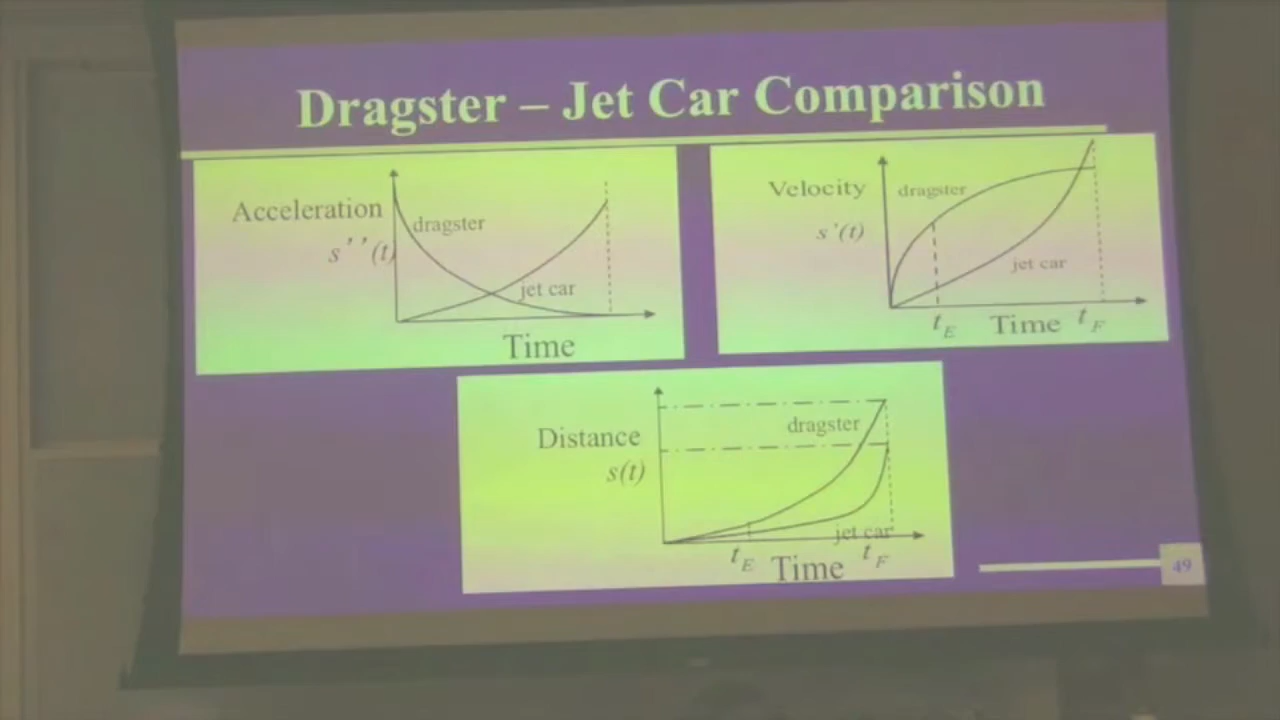 Dragster – Jet Car Comparison
Acceleration
s''(t)
dragster
jet car
Time
Velocity
s'(t)
dragster
jet car
t_E Time t_F
Distance
s(t)
dragster
jet car
t_E Time t_F
49